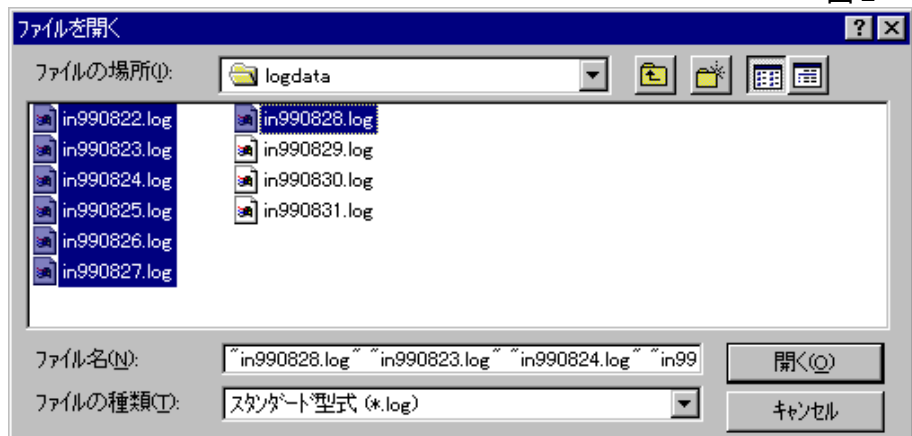 ファイルを開く
ファイルの場所(I):
logdata
in990822.log
in990823.log
in990824.log
in990825.log
in990826.log
in990827.log
in990828.log
in990829.log
in990830.log
in990831.log
ファイル名(N):
"in990828.log" "in990823.log" "in990824.log" "in99
開く(O)
ファイルの種類(T):
スタンダード型式 (*.log)
キャンセル